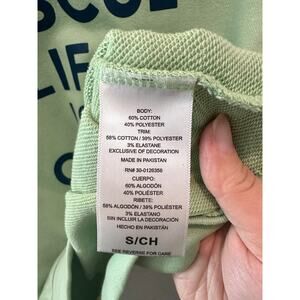 LIF
BODY:
60% COTTON
40% POLYESTER
TRIM:
58% COTTON / 39% POLYESTER
3% ELASTANE
EXCLUSIVE OF DECORATION
MADE IN PAKISTAN
RN# 30-0126356
CUERPO:
60% ALGODÓN
40% POLIÉSTER
RIBETE:
58% ALGODÓN / 39% POLIÉSTER
3% ELASTANO
SIN INCLUIR LA DECORACIÓN
HECHO EN PAKISTÁN
S/CH
SEE REVERSE FOR CARE